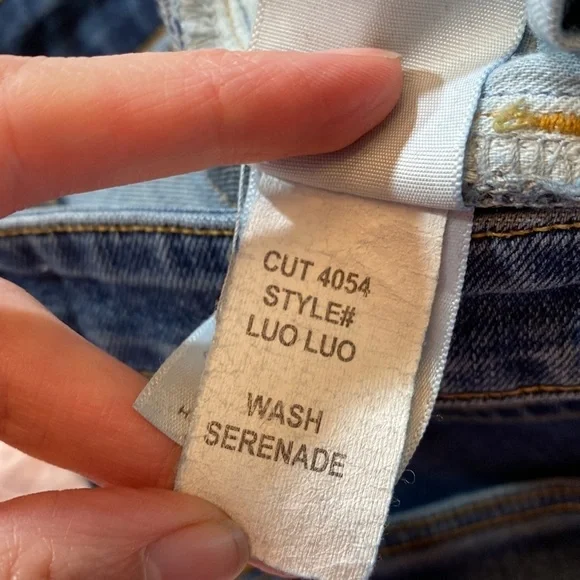 CUT 4054
STYLE#
LUO LUO
WASH
SERENADE